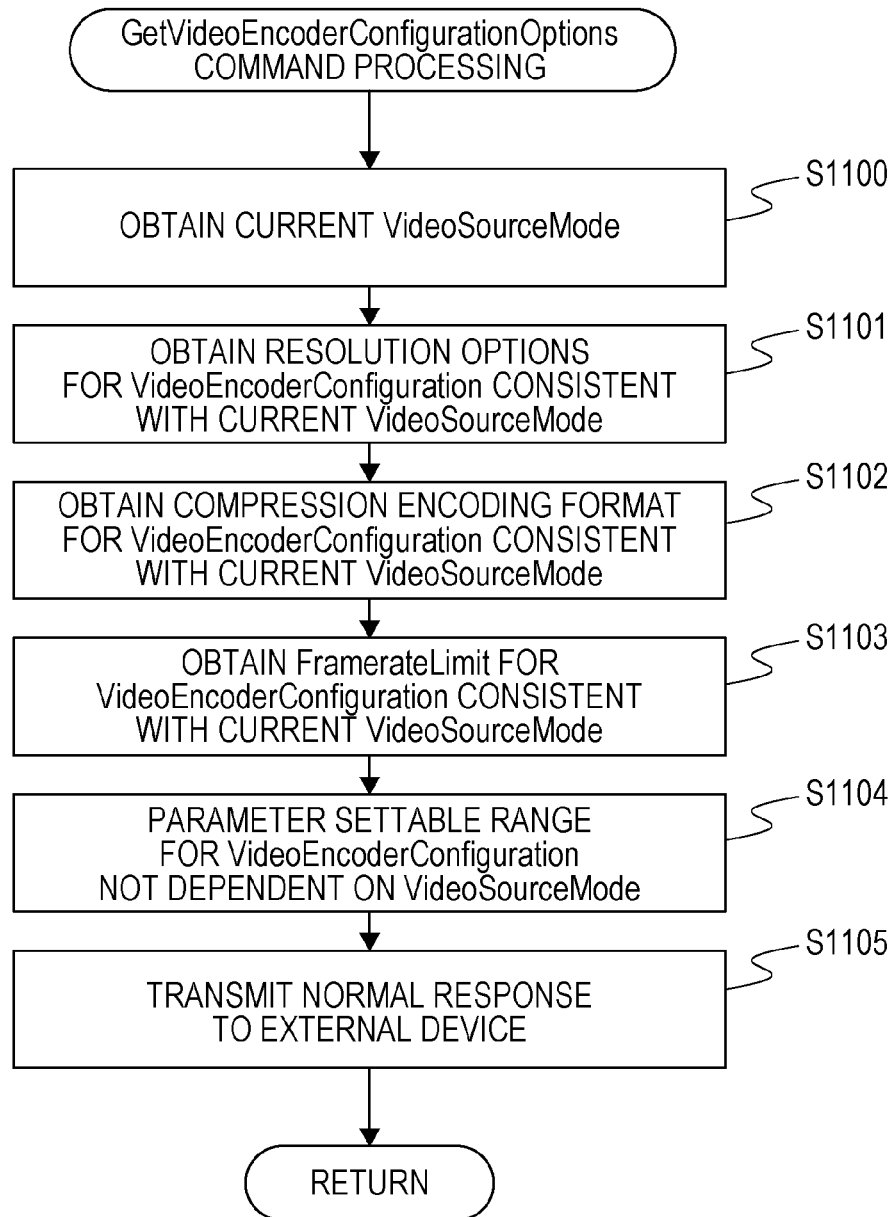 GetVideoEncoderConfigurationOptions
COMMAND PROCESSING
S1100
OBTAIN CURRENT VideoSourceMode
S1101
OBTAIN RESOLUTION OPTIONS
FOR VideoEncoderConfiguration CONSISTENT
WITH CURRENT VideoSourceMode
S1102
OBTAIN COMPRESSION ENCODING FORMAT
FOR VideoEncoderConfiguration CONSISTENT
WITH CURRENT VideoSourceMode
S1103
OBTAIN FramerateLimit FOR
VideoEncoderConfiguration CONSISTENT
WITH CURRENT VideoSourceMode
S1104
PARAMETER SETTABLE RANGE
FOR VideoEncoderConfiguration
NOT DEPENDENT ON VideoSourceMode
S1105
TRANSMIT NORMAL RESPONSE
TO EXTERNAL DEVICE
RETURN